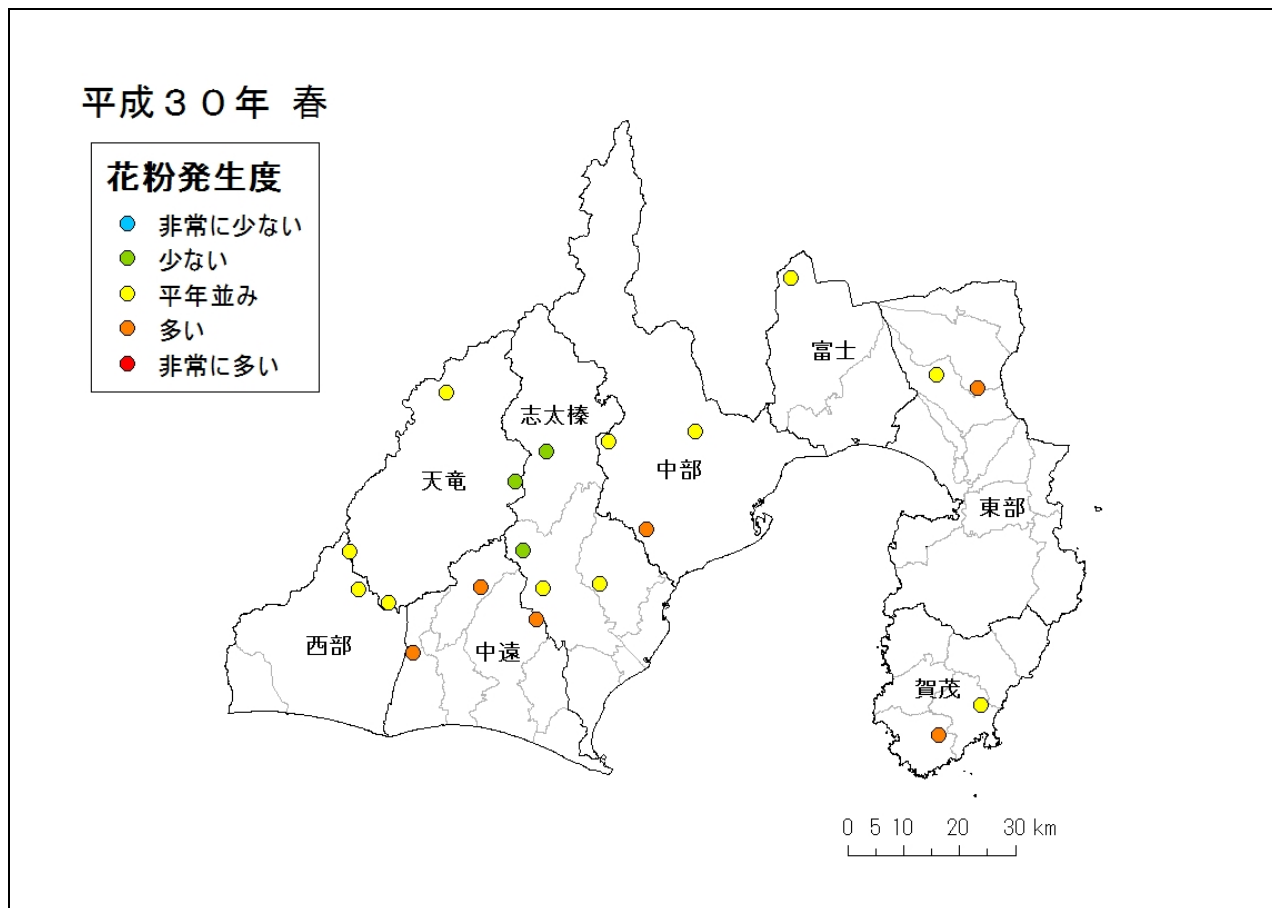 平成３０年 春
花粉発生度
非常に少ない
少ない
平年並み
多い
非常に多い
富士
志太榛
中部
天竜
東部
西部
中遠
賀茂
0 5 10 20 30 km